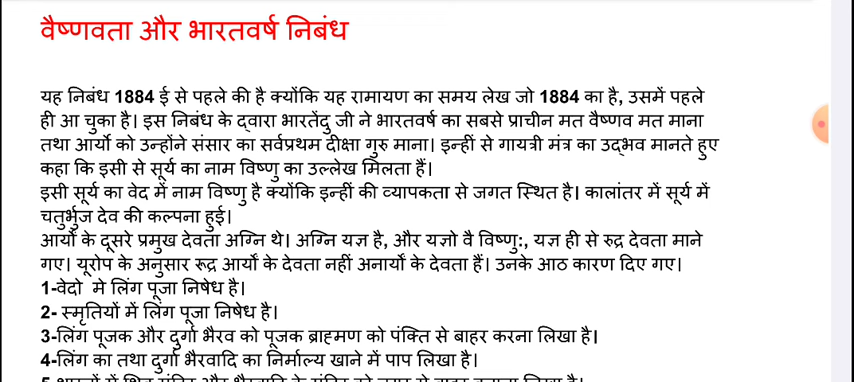 वैष्णवता और भारतवर्ष निबंध
यह निबंध 1884 ई से पहले की है क्योंकि यह रामायण का समय लेख जो 1884 का है, उसमें पहले
ही आ चुका है। इस निबंध के द्वारा भारतेंदु जी ने भारतवर्ष का सबसे प्राचीन मत वैष्णव मत माना
तथा आर्यो को उन्होंने संसार का सर्वप्रथम दीक्षा गुरु माना। इन्हीं से गायत्री मंत्र का उद्भव मानते हुए
कहा कि इसी से सूर्य का नाम विष्णु का उल्लेख मिलता हैं।
इसी सूर्य का वेद में नाम विष्णु है क्योंकि इन्हीं की व्यापकता से जगत स्थित है। कालांतर में सूर्य में
चतुर्भुज देव की कल्पना हुई।
आर्यों के दूसरे प्रमुख देवता अग्नि थे। अग्नि यज्ञ है, और यज्ञो वै विष्णु:, यज्ञ ही से रुद्र देवता माने
गए। यूरोप के अनुसार रूद्र आर्यों के देवता नहीं अनार्यों के देवता हैं। उनके आठ कारण दिए गए।
1-वेदो मे लिंग पूजा निषेध है।
2- स्मृतियों में लिंग पूजा निषेध है।
3-लिंग पूजक और दुर्गा भैरव को पूजक ब्राह्मण को पंक्ति से बाहर करना लिखा है।
4-लिंग का तथा दुर्गा भैरवादि का निर्माल्य खाने में पाप लिखा है।